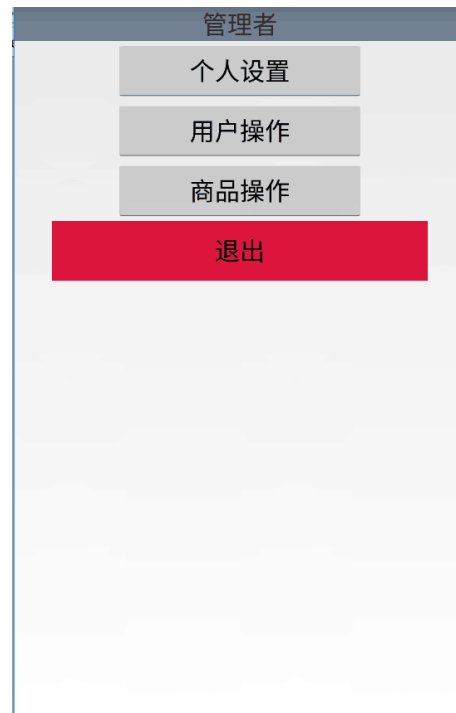 管理者
个人设置
用户操作
商品操作
退出